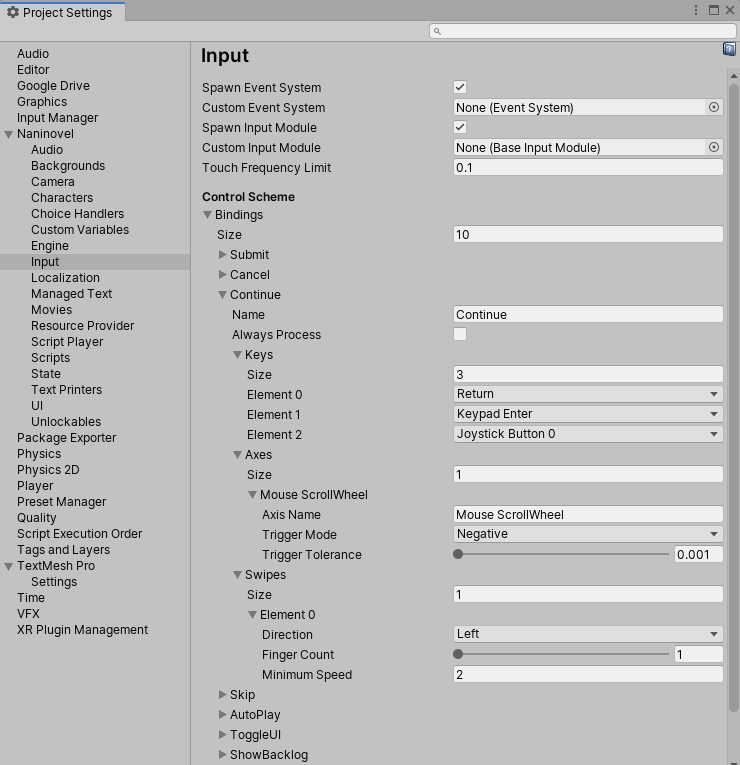 Project Settings
Audio
Editor
Google Drive
Graphics
Input Manager
Naninovel
Audio
Backgrounds
Camera
Characters
Choice Handlers
Custom Variables
Engine
Input
Localization
Managed Text
Movies
Resource Provider
Script Player
Scripts
State
Text Printers
UI
Unlockables
Package Exporter
Physics
Physics 2D
Player
Preset Manager
Quality
Script Execution Order
Tags and Layers
TextMesh Pro
Settings
Time
VFX
XR Plugin Management
Input
Spawn Event System
Custom Event System None (Event System)
Spawn Input Module
Custom Input Module None (Base Input Module)
Touch Frequency Limit 0.1
Control Scheme
Bindings
Size 10
Submit
Cancel
Continue
Name Continue
Always Process
Keys
Size 3
Element 0 Return
Element 1 Keypad Enter
Element 2 Joystick Button 0
Axes
Size 1
Mouse ScrollWheel
Axis Name Mouse ScrollWheel
Trigger Mode Negative
Trigger Tolerance 0.001
Swipes
Size 1
Element 0
Direction Left
Finger Count 1
Minimum Speed 2
Skip
AutoPlay
ToggleUI
ShowBacklog